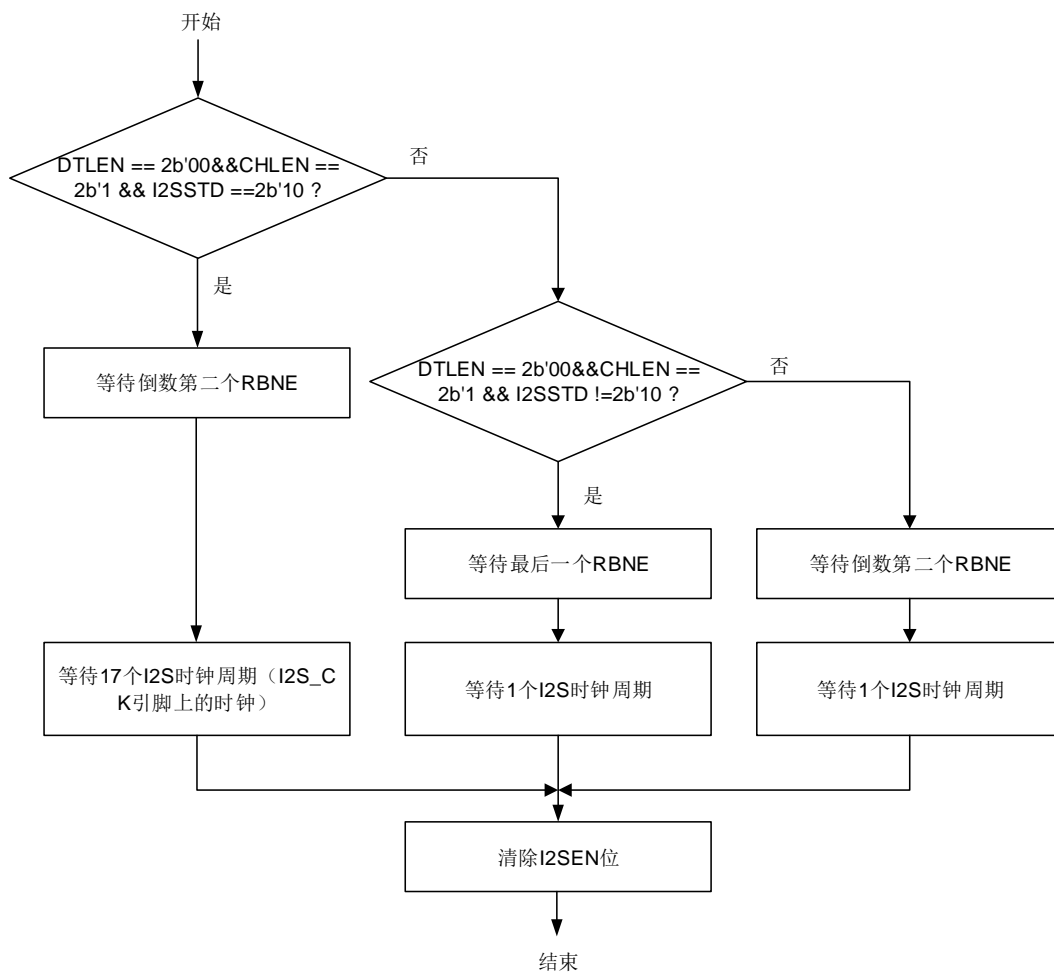 开始
DTLEN == 2b'00&&CHLEN ==
2b'1 && I2SSTD ==2b'10 ?
否
是
等待倒数第二个RBNE
DTLEN == 2b'00&&CHLEN ==
2b'1 && I2SSTD !=2b'10 ?
否
是
等待最后一个RBNE
等待倒数第二个RBNE
等待17个I2S时钟周期（I2S_C
K引脚上的时钟）
等待1个I2S时钟周期
等待1个I2S时钟周期
清除I2SEN位
结束